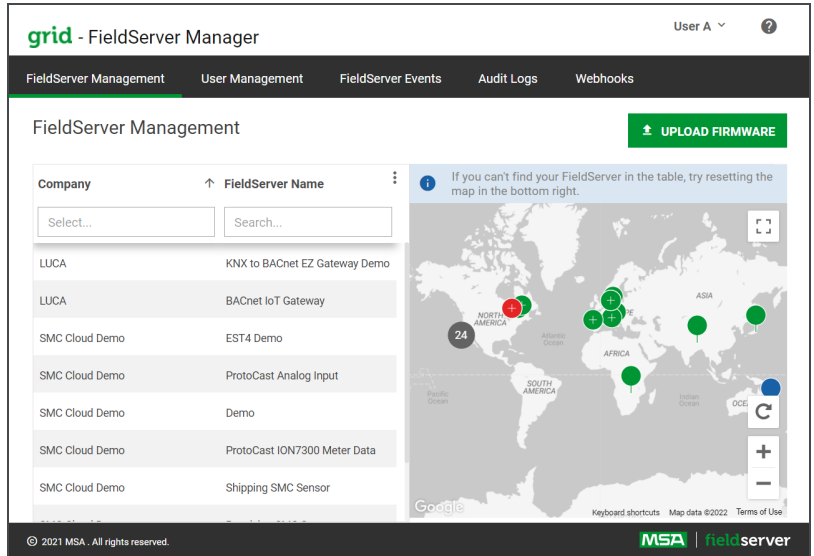 grid - FieldServer Manager
User A
FieldServer Management User Management FieldServer Events Audit Logs Webhooks
FieldServer Management
UPLOAD FIRMWARE
Company FieldServer Name
If you can't find your FieldServer in the table, try resetting the
map in the bottom right.
Select... Search...
LUCA KNX to BACnet EZ Gateway Demo
LUCA BACnet IoT Gateway
SMC Cloud Demo EST4 Demo
SMC Cloud Demo ProtoCast Analog Input
SMC Cloud Demo Demo
SMC Cloud Demo ProtoCast ION7300 Meter Data
SMC Cloud Demo Shipping SMC Sensor
NORTH
AMERICA
24
Atlantic
Ocean
ASIA
AFRICA
SOUTH
AMERICA
Pacific
Ocean
Indian
Ocean
Google
Keyboard shortcuts Map data ©2022 Terms of Use
© 2021 MSA . All rights reserved.
MSA fieldserver